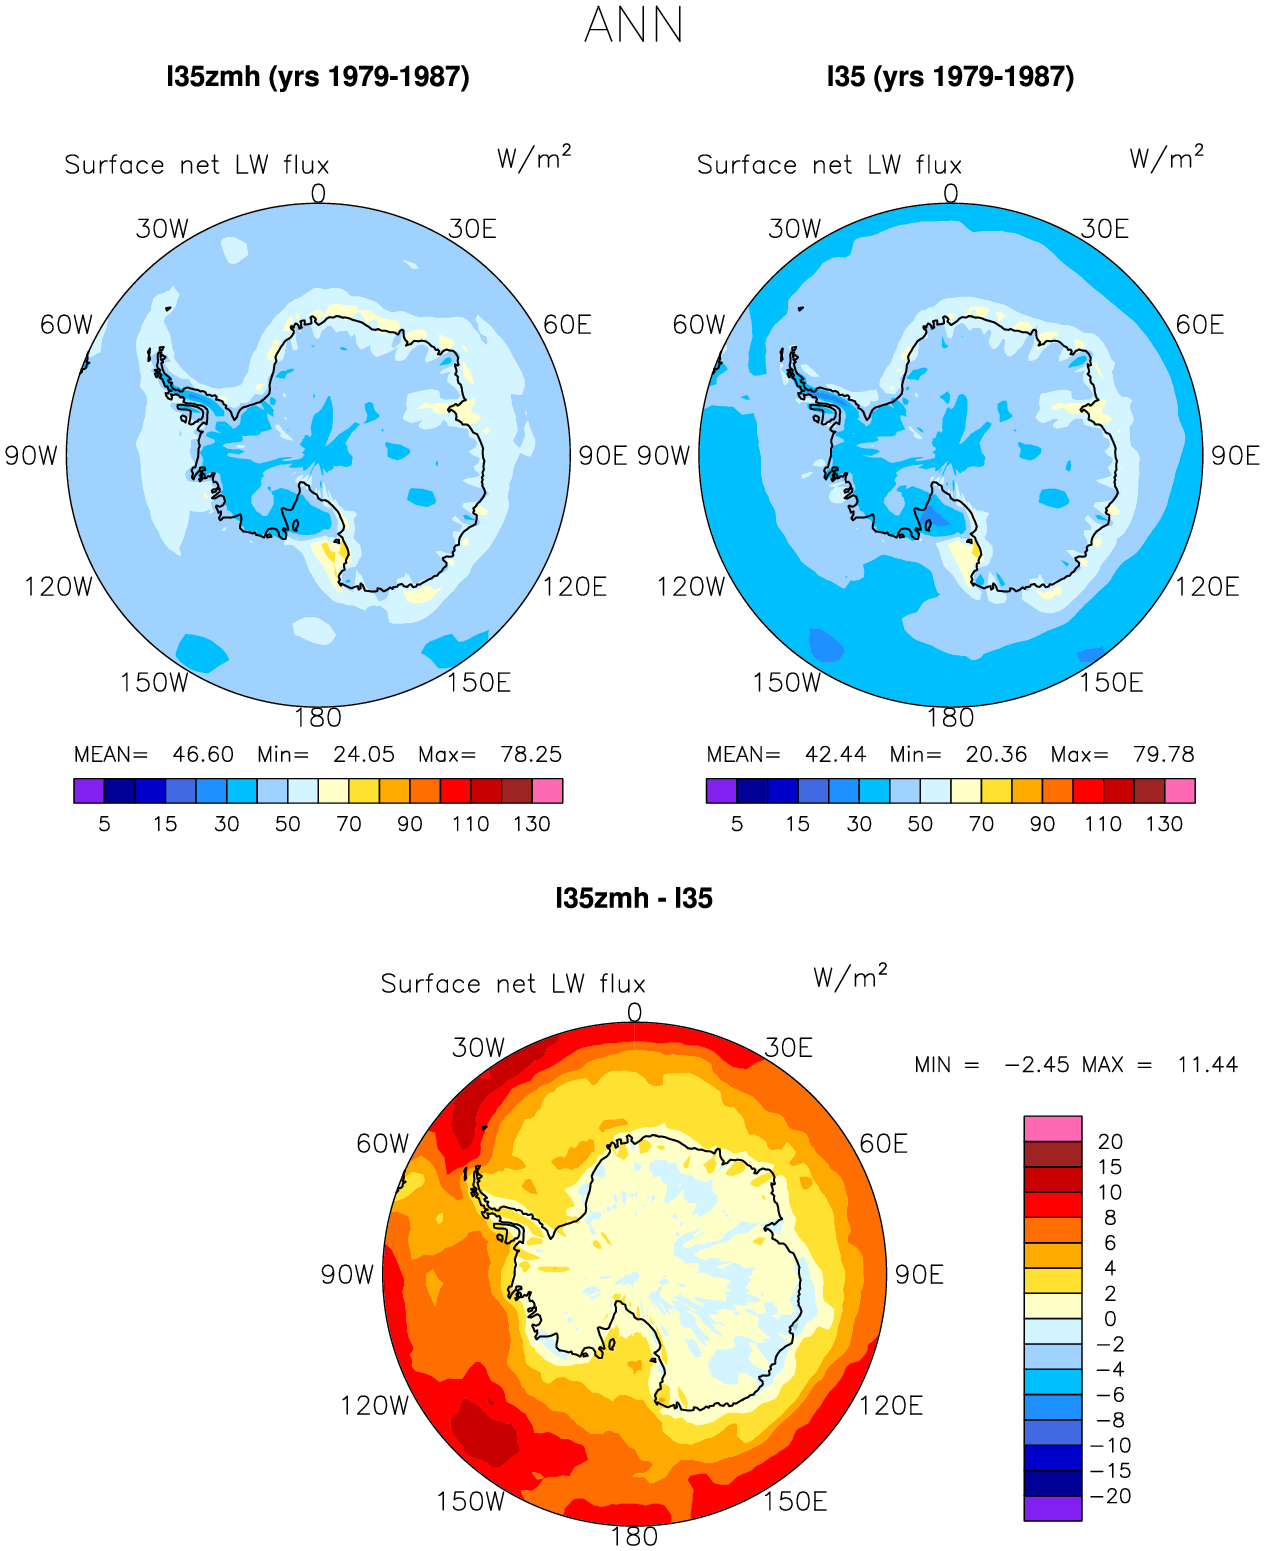 ANN
I35zmh (yrs 1979-1987)
I35 (yrs 1979-1987)
Surface net LW flux W/m²
Surface net LW flux W/m²
0
30W 30E
60W 60E
90W 90E
120W 120E
150W 150E
180
0
30W 30E
60W 60E
90W 90E
120W 120E
150W 150E
180
MEAN= 46.60 Min= 24.05 Max= 78.25
5 15 30 50 70 90 110 130
MEAN= 42.44 Min= 20.36 Max= 79.78
5 15 30 50 70 90 110 130
I35zmh - I35
Surface net LW flux W/m²
0
30W 30E
60W 60E
90W 90E
120W 120E
150W 150E
180
MIN = −2.45 MAX = 11.44
20
15
10
8
6
4
2
0
−2
−4
−6
−8
−10
−15
−20